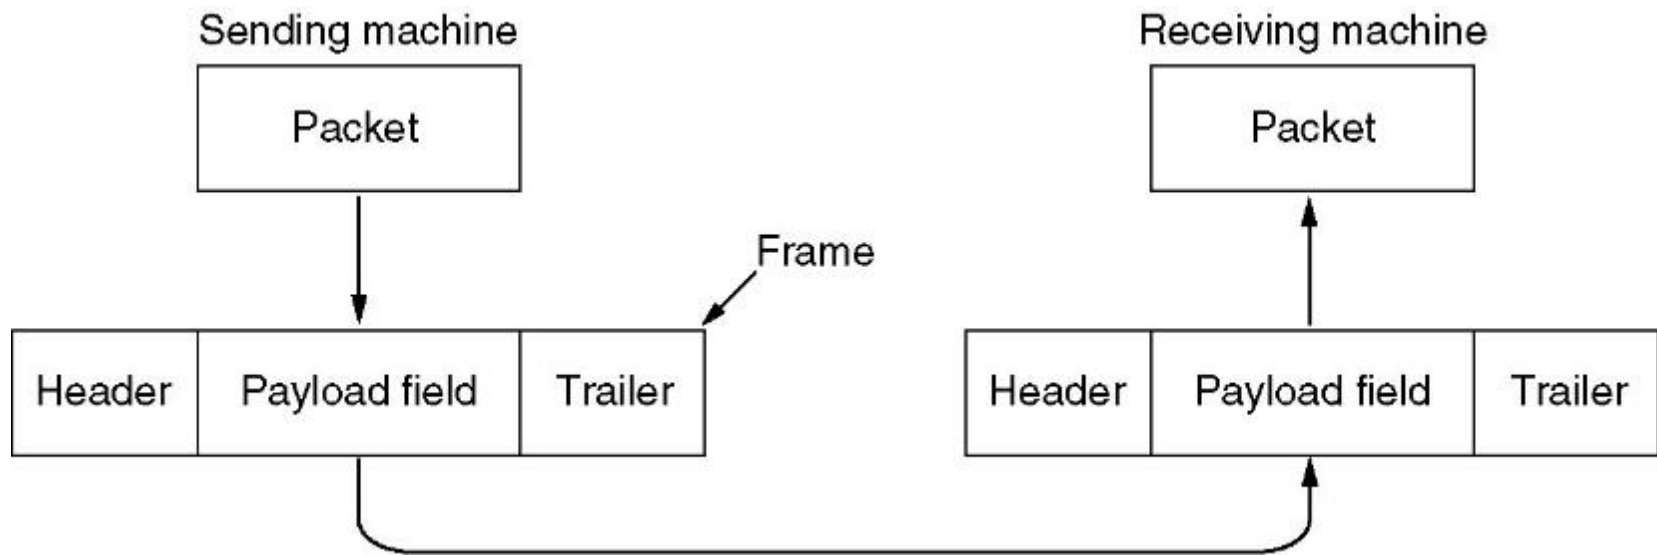 Sending machine
Receiving machine
Packet
Packet
Frame
Header
Payload field
Trailer
Header
Payload field
Trailer